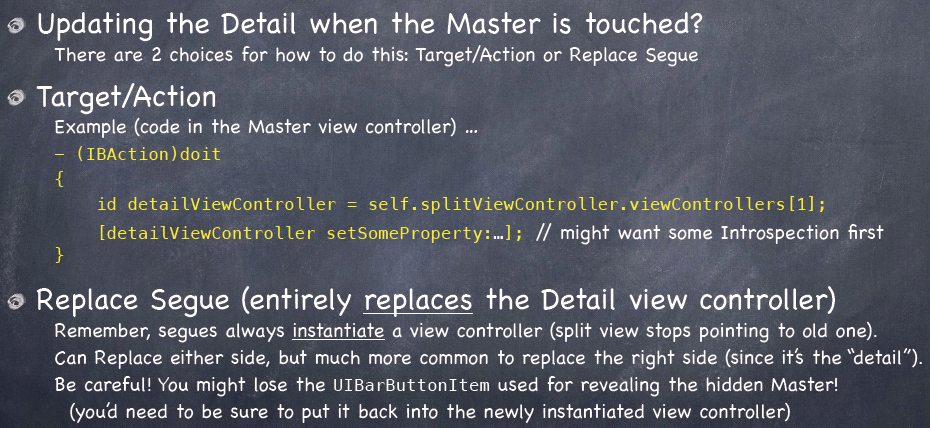 Updating the Detail when the Master is touched?
There are 2 choices for how to do this: Target/Action or Replace Segue
Target/Action
Example (code in the Master view controller) ...
- (IBAction)doit
{
id detailViewController = self.splitViewController.viewControllers[1];
[detailViewController setSomeProperty:…]; // might want some Introspection first
}
Replace Segue (entirely replaces the Detail view controller)
Remember, segues always instantiate a view controller (split view stops pointing to old one).
Can Replace either side, but much more common to replace the right side (since it’s the “detail”).
Be careful! You might lose the UIBarButtonItem used for revealing the hidden Master!
(you’d need to be sure to put it back into the newly instantiated view controller)